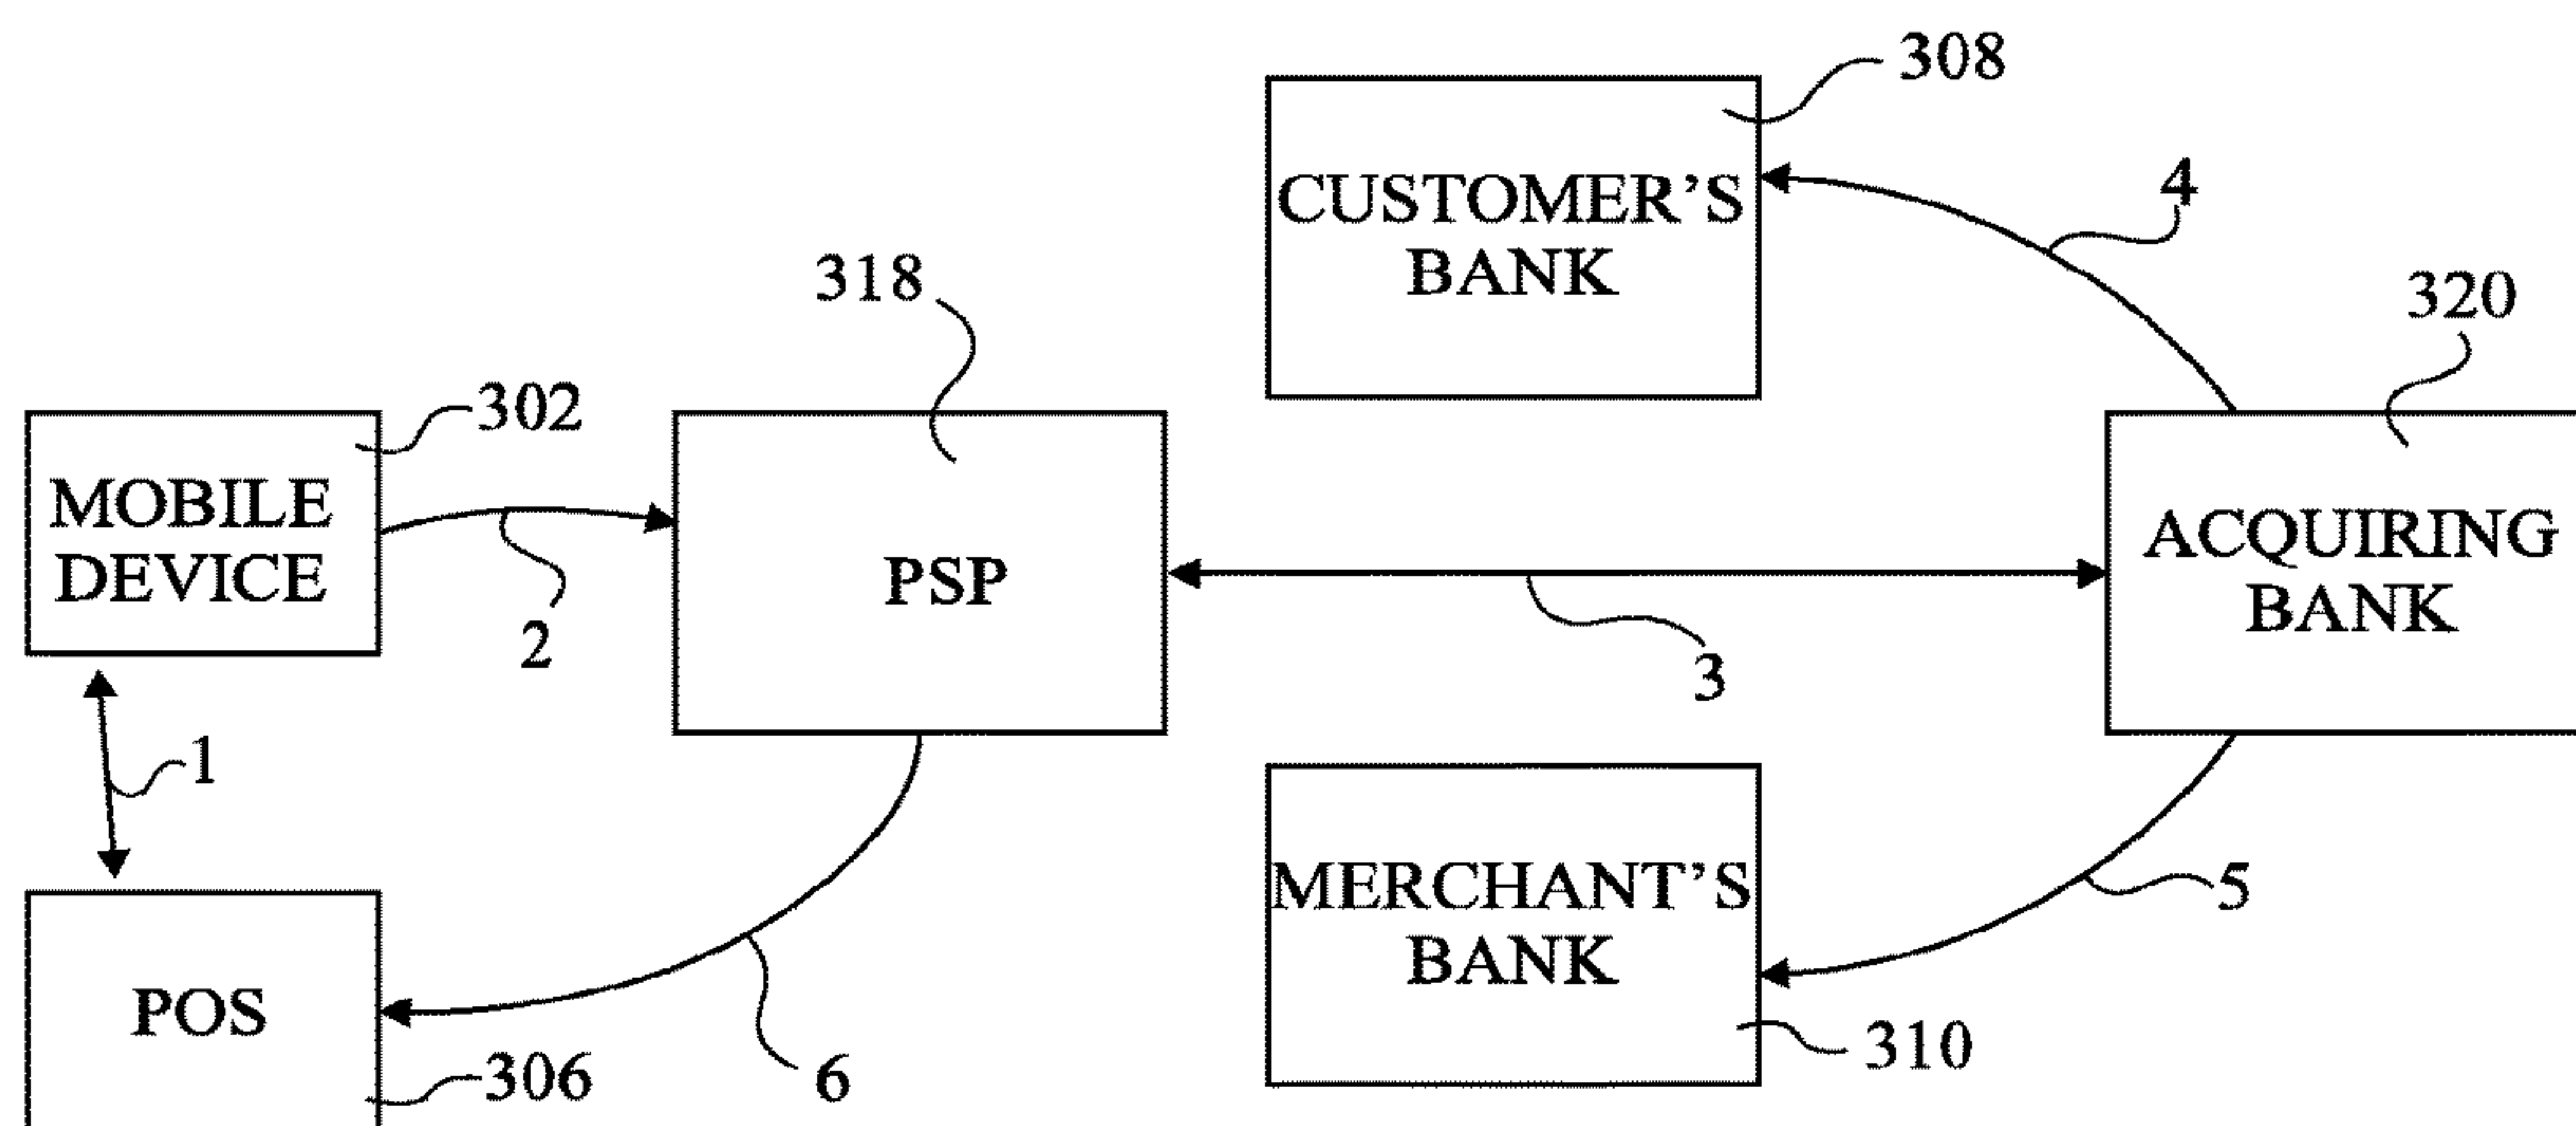 308
CUSTOMER'S
BANK
4
318
320
302
MOBILE
DEVICE
2
PSP
3
ACQUIRING
BANK
1
MERCHANT'S
BANK
5
POS
306
6
310